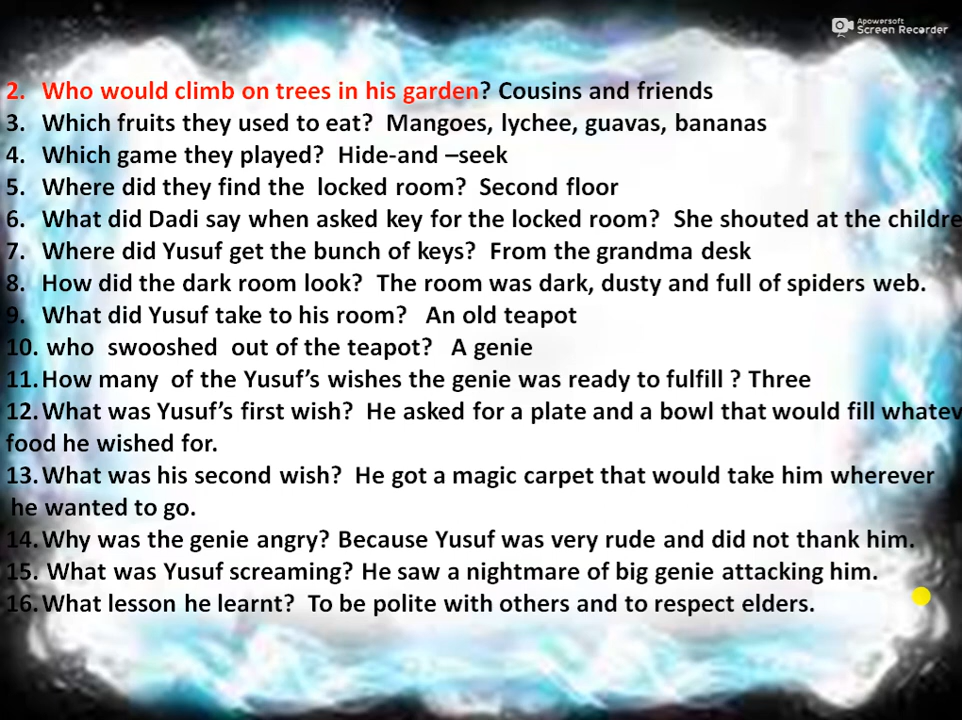 Apowersoft
Screen Recorder
2. Who would climb on trees in his garden? Cousins and friends
3. Which fruits they used to eat? Mangoes, lychee, guavas, bananas
4. Which game they played? Hide-and –seek
5. Where did they find the locked room? Second floor
6. What did Dadi say when asked key for the locked room? She shouted at the childre
7. Where did Yusuf get the bunch of keys? From the grandma desk
8. How did the dark room look? The room was dark, dusty and full of spiders web.
9. What did Yusuf take to his room? An old teapot
10. who swooshed out of the teapot? A genie
11. How many of the Yusuf’s wishes the genie was ready to fulfill ? Three
12. What was Yusuf’s first wish? He asked for a plate and a bowl that would fill whatev
food he wished for.
13. What was his second wish? He got a magic carpet that would take him wherever
he wanted to go.
14. Why was the genie angry? Because Yusuf was very rude and did not thank him.
15. What was Yusuf screaming? He saw a nightmare of big genie attacking him.
16. What lesson he learnt? To be polite with others and to respect elders.